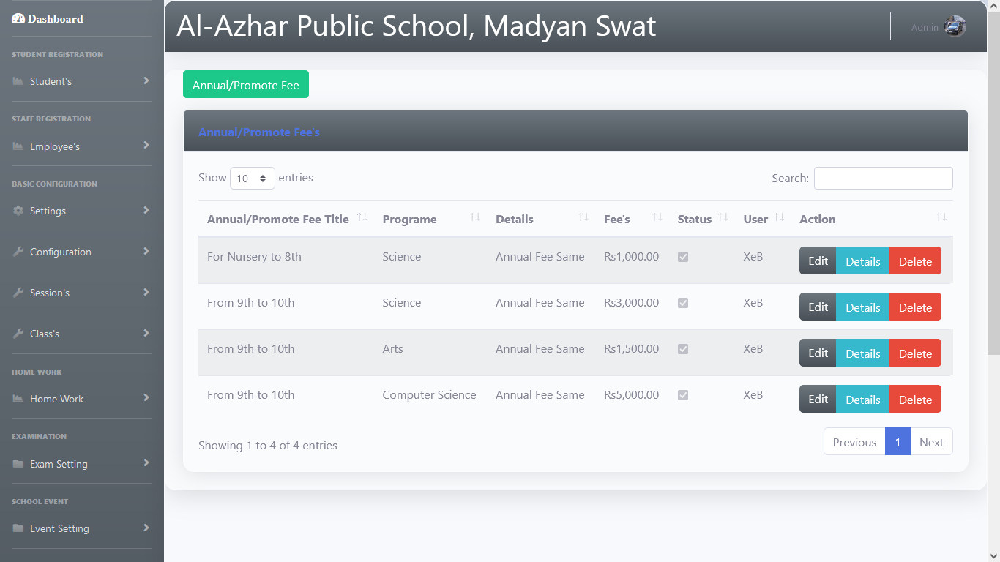 Dashboard
STUDENT REGISTRATION
Student's
STAFF REGISTRATION
Employee's
BASIC CONFIGURATION
Settings
Configuration
Session's
Class's
HOME WORK
Home Work
EXAMINATION
Exam Setting
SCHOOL EVENT
Event Setting
Al-Azhar Public School, Madyan Swat
Admin
Annual/Promote Fee
Annual/Promote Fee's
Show 10 entries Search:
Annual/Promote Fee Title Programe Details Fee's Status User Action
For Nursery to 8th Science Annual Fee Same Rs1,000.00 XeB Edit Details Delete
From 9th to 10th Science Annual Fee Same Rs3,000.00 XeB Edit Details Delete
From 9th to 10th Arts Annual Fee Same Rs1,500.00 XeB Edit Details Delete
From 9th to 10th Computer Science Annual Fee Same Rs5,000.00 XeB Edit Details Delete
Showing 1 to 4 of 4 entries Previous 1 Next